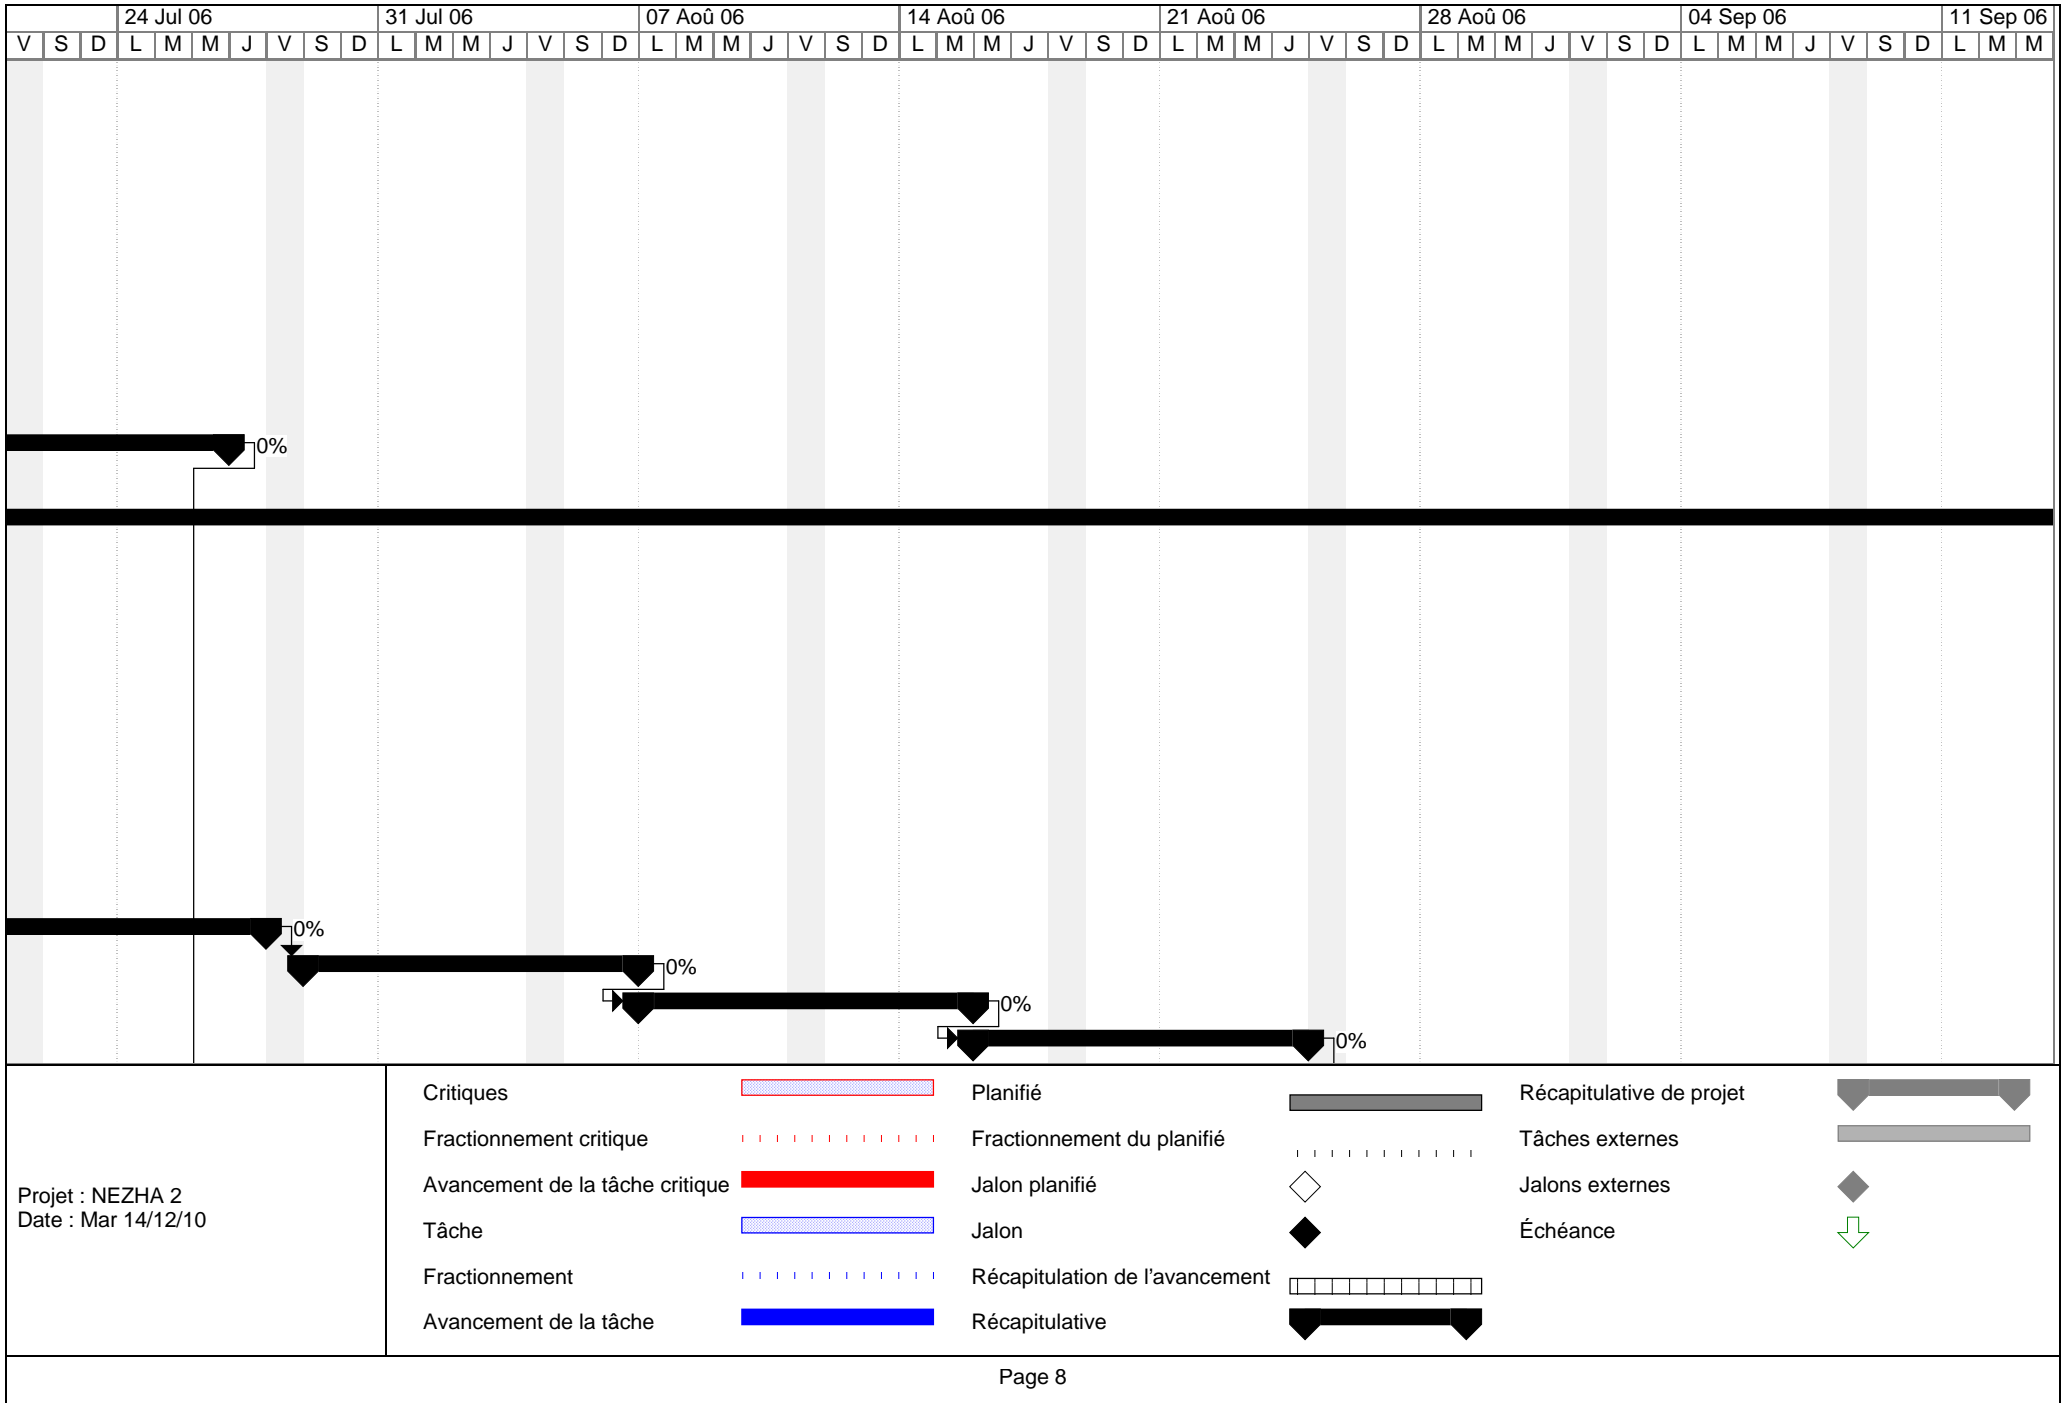 24 Jul 06 31 Jul 06 07 Aoû 06 14 Aoû 06 21 Aoû 06 28 Aoû 06 04 Sep 06 11 Sep 06
V S D L M M J V S D L M M J V S D L M M J V S D L M M J V S D L M M J V S D L M M J V S D L M M J V S D L M M
0%
0%
0%
0%
0%
Projet : NEZHA 2
Date : Mar 14/12/10
Critiques
Fractionnement critique
Avancement de la tâche critique
Tâche
Fractionnement
Avancement de la tâche
Planifié
Fractionnement du planifié
Jalon planifié
Jalon
Récapitulation de l'avancement
Récapitulative
Récapitulative de projet
Tâches externes
Jalons externes
Échéance
Page 8